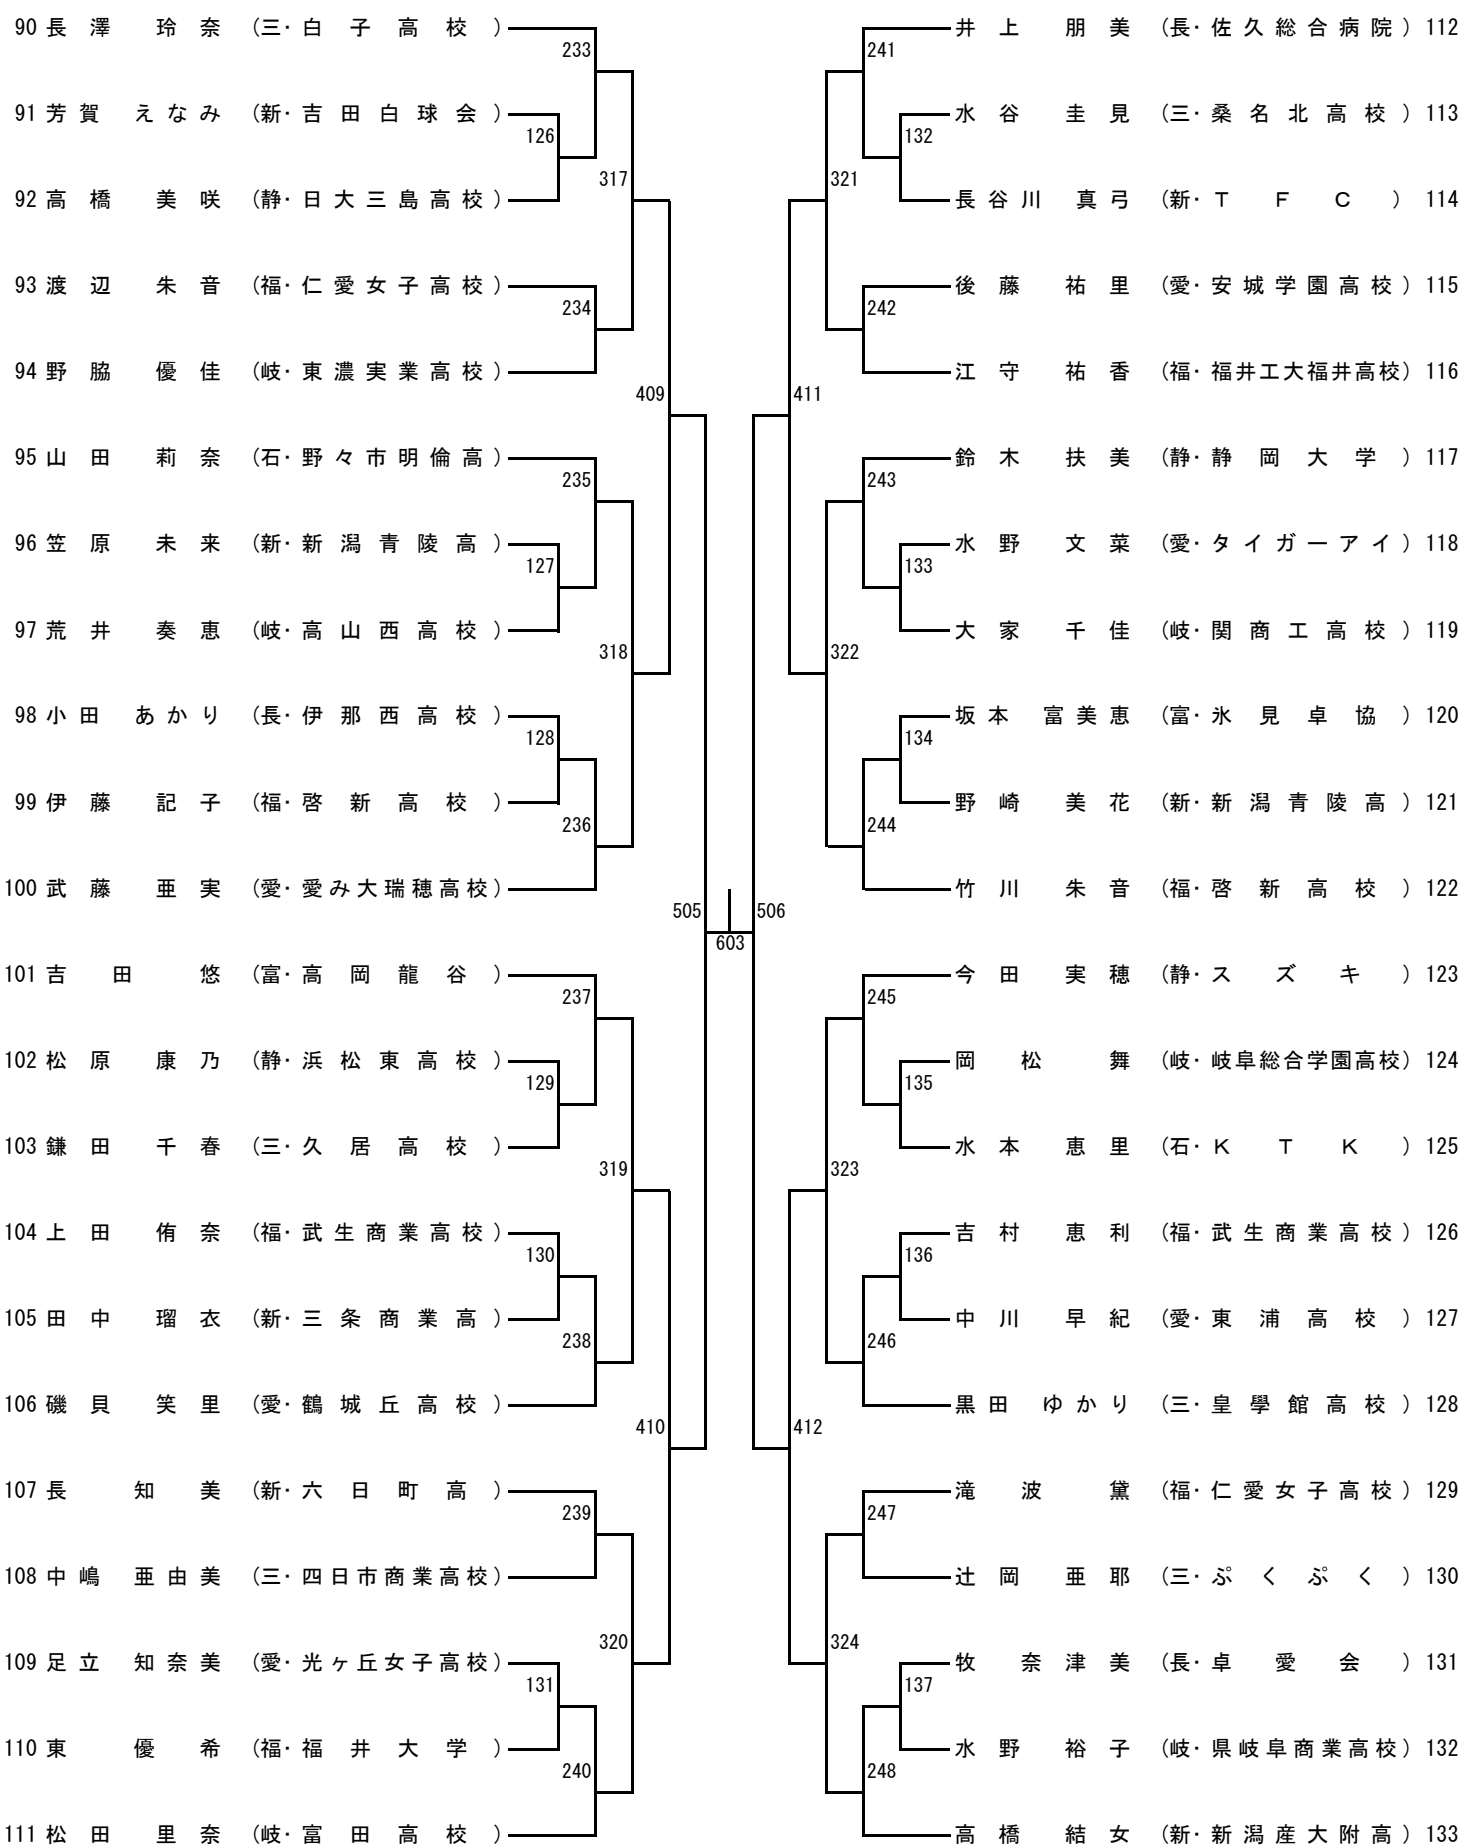 90 長澤 玲奈 (三・白子高校) 井上 朋美 (長・佐久総合病院) 112
233 241
91 芳賀 えなみ (新・吉田白球会) 水谷 圭見 (三・桑名北高校) 113
126 132
317 321
92 高橋 美咲 (静・日大三島高校) 長谷川 真弓 (新・TFC) 114
93 渡辺 朱音 (福・仁愛女子高校) 後藤 祐里 (愛・安城学園高校) 115
234 242
94 野脇 優佳 (岐・東濃実業高校) 江守 祐香 (福・福井工大福井高校) 116
409 411
95 山田 莉奈 (石・野々市明倫高) 鈴木 扶美 (静・静岡大学) 117
235 243
96 笠原 未来 (新・新潟青陵高) 水野 文菜 (愛・タイガーアイ) 118
127 133
97 荒井 奏恵 (岐・高山西高校) 大家 千佳 (岐・関商工高校) 119
318 322
98 小田 あかり (長・伊那西高校) 坂本 富美恵 (富・氷見卓協) 120
128 134
99 伊藤 記子 (福・啓新高校) 野崎 美花 (新・新潟青陵高) 121
236 244
100 武藤 亜実 (愛・愛み大瑞穂高校) 竹川 朱音 (福・啓新高校) 122
505 506
603
101 吉田 悠 (富・高岡龍谷) 今田 実穂 (静・スズキ) 123
237 245
102 松原 康乃 (静・浜松東高校) 岡松 舞 (岐・岐阜総合学園高校) 124
129 135
103 鎌田 千春 (三・久居高校) 水本 恵里 (石・KTK) 125
319 323
104 上田 侑奈 (福・武生商業高校) 吉村 恵利 (福・武生商業高校) 126
130 136
105 田中 瑠衣 (新・三条商業高) 中川 早紀 (愛・東浦高校) 127
238 246
106 磯貝 笑里 (愛・鶴城丘高校) 黒田 ゆかり (三・皇學館高校) 128
410 412
107 長 知美 (新・六日町高) 滝波 黛 (福・仁愛女子高校) 129
239 247
108 中嶋 亜由美 (三・四日市商業高校) 辻岡 亜耶 (三・ぷくぷく) 130
320 324
109 足立 知奈美 (愛・光ヶ丘女子高校) 牧 奈津美 (長・卓愛会) 131
131 137
110 東 優希 (福・福井大学) 水野 裕子 (岐・県岐阜商業高校) 132
240 248
111 松田 里奈 (岐・富田高校) 高橋 結女 (新・新潟産大附高) 133